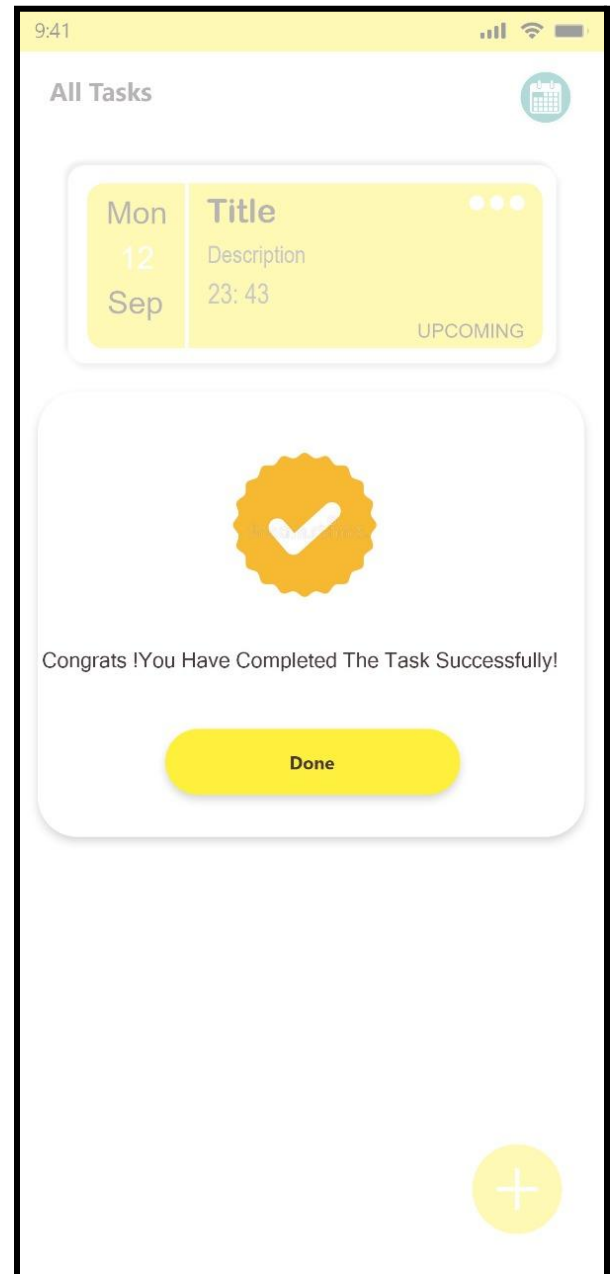 9:41
All Tasks
Mon
12
Sep
Title
Description
23: 43
UPCOMING
Congrats !You Have Completed The Task Successfully!
Done